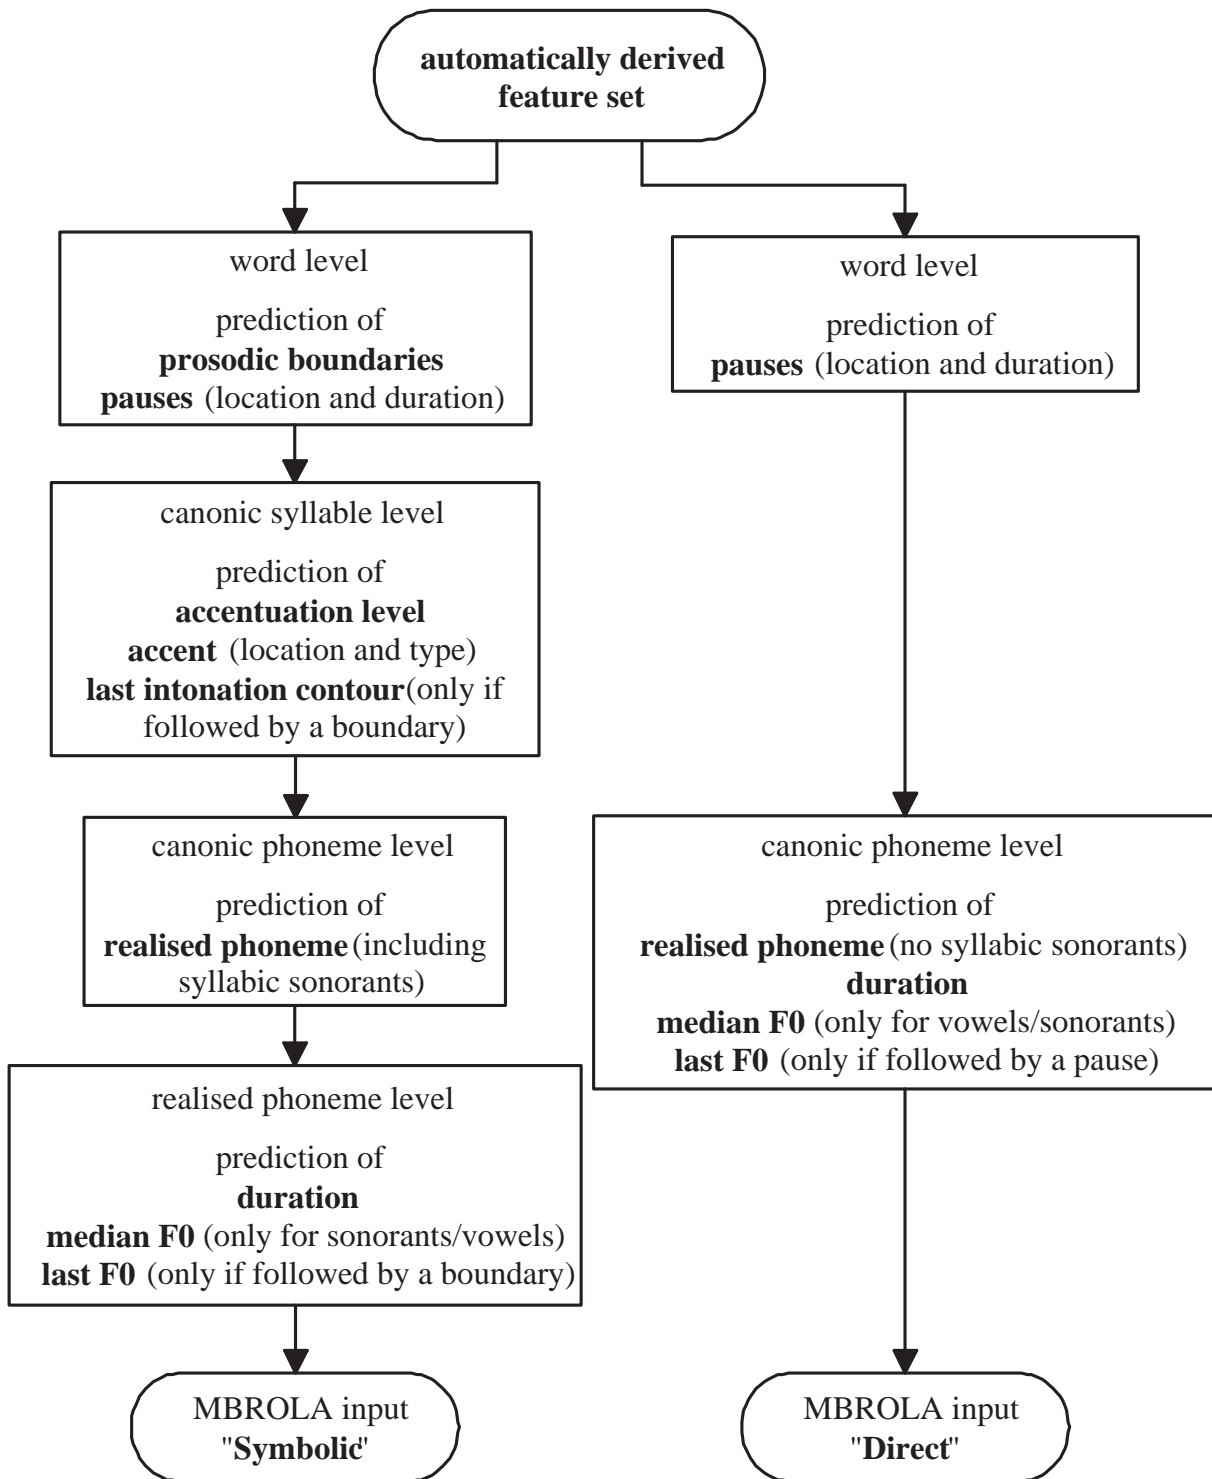 automatically derived
feature set
word level
prediction of
prosodic boundaries
pauses (location and duration)
canonic syllable level
prediction of
accentuation level
accent (location and type)
last intonation contour(only if
followed by a boundary)
canonic phoneme level
prediction of
realised phoneme (including
syllabic sonorants)
realised phoneme level
prediction of
duration
median F0 (only for sonorants/vowels)
last F0 (only if followed by a boundary)
MBROLA input
"Symbolic"
word level
prediction of
pauses (location and duration)
canonic phoneme level
prediction of
realised phoneme (no syllabic sonorants)
duration
median F0 (only for vowels/sonorants)
last F0 (only if followed by a pause)
MBROLA input
"Direct"